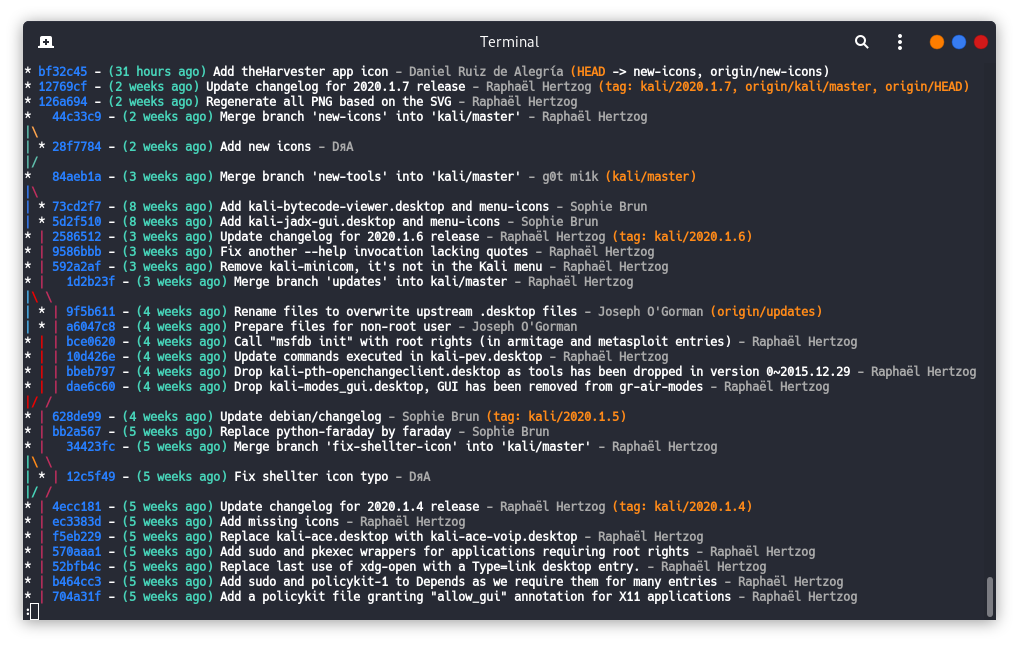 Terminal
* bf32c45 - (31 hours ago) Add theHarvester app icon - Daniel Ruiz de Alegría (HEAD -> new-icons, origin/new-icons)
* 12769cf - (2 weeks ago) Update changelog for 2020.1.7 release - Raphaël Hertzog (tag: kali/2020.1.7, origin/kali/master, origin/HEAD)
* 126a694 - (2 weeks ago) Regenerate all PNG based on the SVG - Raphaël Hertzog
*   44c33c9 - (2 weeks ago) Merge branch 'new-icons' into 'kali/master' - Raphaël Hertzog
|\
| * 28f7784 - (2 weeks ago) Add new icons - DяA
|/
*   84aeb1a - (3 weeks ago) Merge branch 'new-tools' into 'kali/master' - g0t mi1k (kali/master)
|\
| * 73cd2f7 - (8 weeks ago) Add kali-bytecode-viewer.desktop and menu-icons - Sophie Brun
| * 5d2f510 - (8 weeks ago) Add kali-jadx-gui.desktop and menu-icons - Sophie Brun
* | 2586512 - (3 weeks ago) Update changelog for 2020.1.6 release - Raphaël Hertzog (tag: kali/2020.1.6)
* | 9586bbb - (3 weeks ago) Fix another --help invocation lacking quotes - Raphaël Hertzog
* | 592a2af - (3 weeks ago) Remove kali-minicom, it's not in the Kali menu - Raphaël Hertzog
* |   1d2b23f - (3 weeks ago) Merge branch 'updates' into kali/master - Raphaël Hertzog
|\ \
| * | 9f5b611 - (4 weeks ago) Rename files to overwrite upstream .desktop files - Joseph O'Gorman (origin/updates)
| * | a6047c8 - (4 weeks ago) Prepare files for non-root user - Joseph O'Gorman
* | | bce0620 - (4 weeks ago) Call "msfdb init" with root rights (in armitage and metasploit entries) - Raphaël Hertzog
* | | 10d426e - (4 weeks ago) Update commands executed in kali-pev.desktop - Raphaël Hertzog
* | | bbeb797 - (4 weeks ago) Drop kali-pth-openchangeclient.desktop as tools has been dropped in version 0~2015.12.29 - Raphaël Hertzog
* | | dae6c60 - (4 weeks ago) Drop kali-modes_gui.desktop, GUI has been removed from gr-air-modes - Raphaël Hertzog
|/ /
* | 628de99 - (4 weeks ago) Update debian/changelog - Sophie Brun (tag: kali/2020.1.5)
* | bb2a567 - (5 weeks ago) Replace python-faraday by faraday - Sophie Brun
* |   34423fc - (5 weeks ago) Merge branch 'fix-shellter-icon' into 'kali/master' - Raphaël Hertzog
|\ \
| * | 12c5f49 - (5 weeks ago) Fix shellter icon typo - DяA
|/ /
* | 4ecc181 - (5 weeks ago) Update changelog for 2020.1.4 release - Raphaël Hertzog (tag: kali/2020.1.4)
* | ec3383d - (5 weeks ago) Add missing icons - Raphaël Hertzog
* | f5eb229 - (5 weeks ago) Replace kali-ace.desktop with kali-ace-voip.desktop - Raphaël Hertzog
* | 570aaa1 - (5 weeks ago) Add sudo and pkexec wrappers for applications requiring root rights - Raphaël Hertzog
* | 52bfb4c - (5 weeks ago) Replace last use of xdg-open with a Type=link desktop entry. - Raphaël Hertzog
* | b464cc3 - (5 weeks ago) Add sudo and policykit-1 to Depends as we require them for many entries - Raphaël Hertzog
* | 704a31f - (5 weeks ago) Add a policykit file granting "allow_gui" annotation for X11 applications - Raphaël Hertzog
: